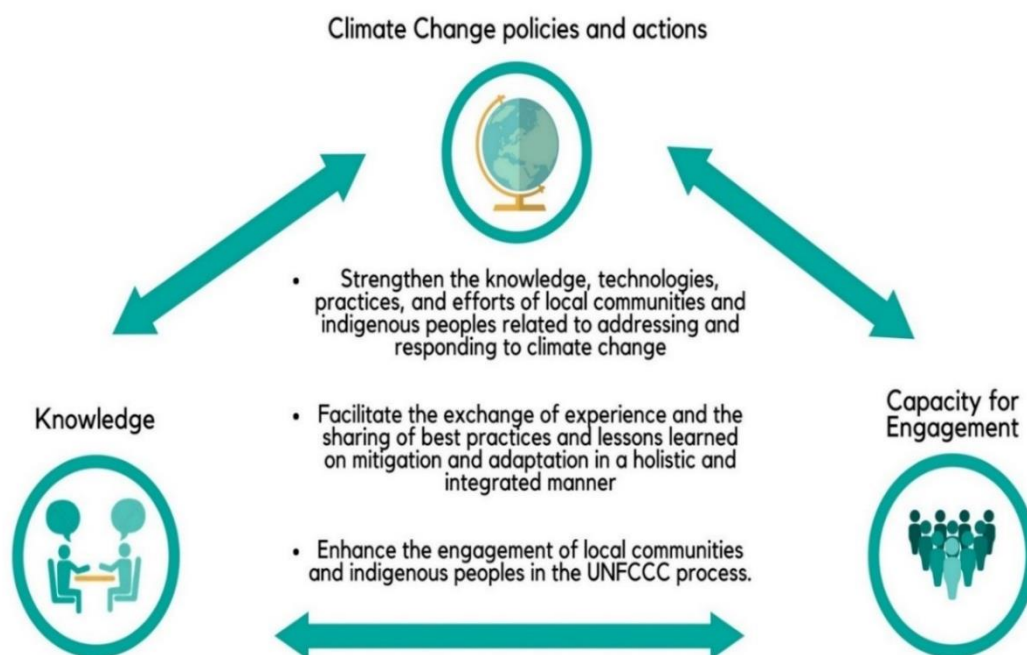 Climate Change policies and actions
• Strengthen the knowledge, technologies,
practices, and efforts of local communities and
indigenous peoples related to addressing and
responding to climate change
Knowledge
• Facilitate the exchange of experience and the
sharing of best practices and lessons learned
on mitigation and adaptation in a holistic and
integrated manner
Capacity for
Engagement
• Enhance the engagement of local communities
and indigenous peoples in the UNFCCC process.